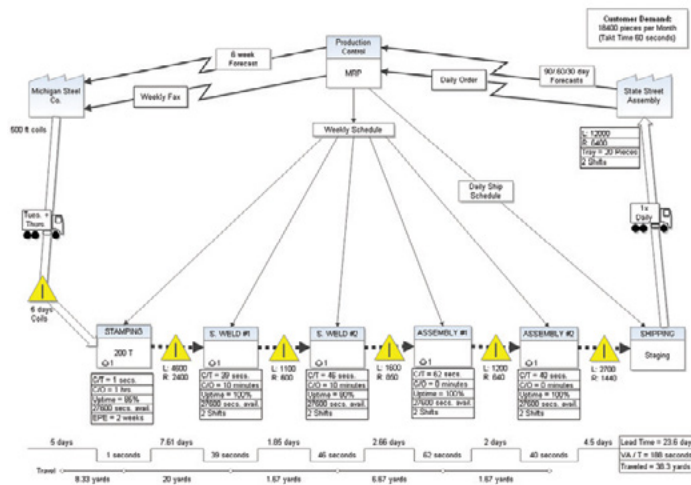 Customer Demand:
18400 pieces per Month
(Takt Time 60 seconds)
Production
Control
MRP
6 week
Forecast
Weekly Fax
90/ 60/30 day
Forecasts
Daily Order
Michigan Steel
Co.
State Street
Assembly
500 ft coils
Weekly Schedule
Daily Ship
Schedule
L: 12000
R: 6400
Tray = 20 Pieces
2 Shifts
Tues. +
Thurs.
1x
Daily
6 days
Coils
STAMPING
200 T
1
C/T = 1 secs.
C/O = 1 hrs
Uptime = 85%
27600 secs. avail.
EPE = 2 weeks
L: 4600
R: 2400
S. WELD #1
1
C/T = 39 secs.
C/O = 10 minutes
Uptime = 100%
27600 secs. avail.
2 Shifts
L: 1100
R: 600
S. WELD #2
1
C/T = 46 secs.
C/O = 10 minutes
Uptime = 80%
27600 secs. avail.
2 Shifts
L: 1600
R: 850
ASSEMBLY #1
1
C/T = 62 secs.
C/O = 0 minutes
Uptime = 100%
27600 secs. avail.
2 Shifts
L: 1200
R: 640
ASSEMBLY #2
1
C/T = 40 secs.
C/O = 0 minutes
Uptime = 100%
27600 secs. avail.
2 Shifts
L: 2700
R: 1440
SHIPPING
Staging
5 days
7.61 days
1.85 days
2.66 days
2 days
4.5 days
1 seconds
39 seconds
46 seconds
62 seconds
40 seconds
Lead Time = 23.6 days
VA / T = 188 seconds
Traveled = 38.3 yards
Travel
8.33 yards
20 yards
1.67 yards
6.67 yards
1.67 yards